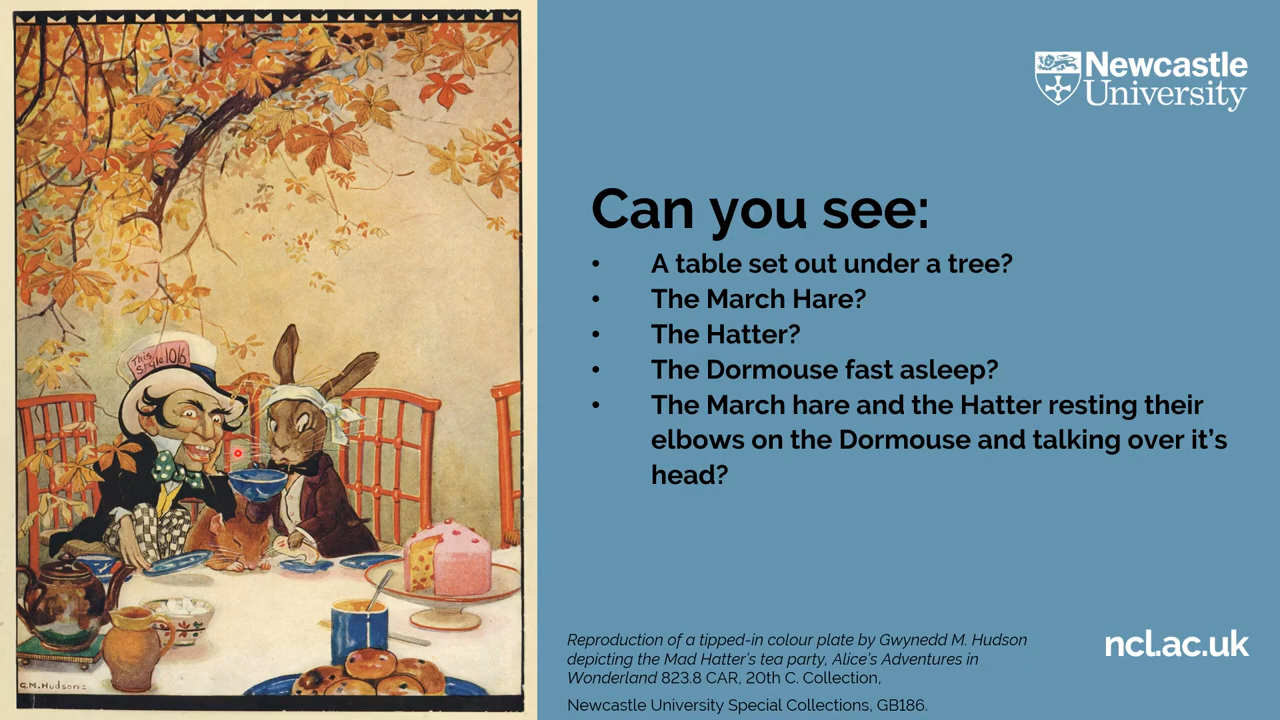 This
Style 10/6
G.M.Hudson
Newcastle
University
Can you see:
• A table set out under a tree?
• The March Hare?
• The Hatter?
• The Dormouse fast asleep?
• The March hare and the Hatter resting their
elbows on the Dormouse and talking over it’s
head?
Reproduction of a tipped-in colour plate by Gwynedd M. Hudson
depicting the Mad Hatter’s tea party, Alice’s Adventures in
Wonderland 823.8 CAR, 20th C. Collection,
Newcastle University Special Collections, GB186.
ncl.ac.uk